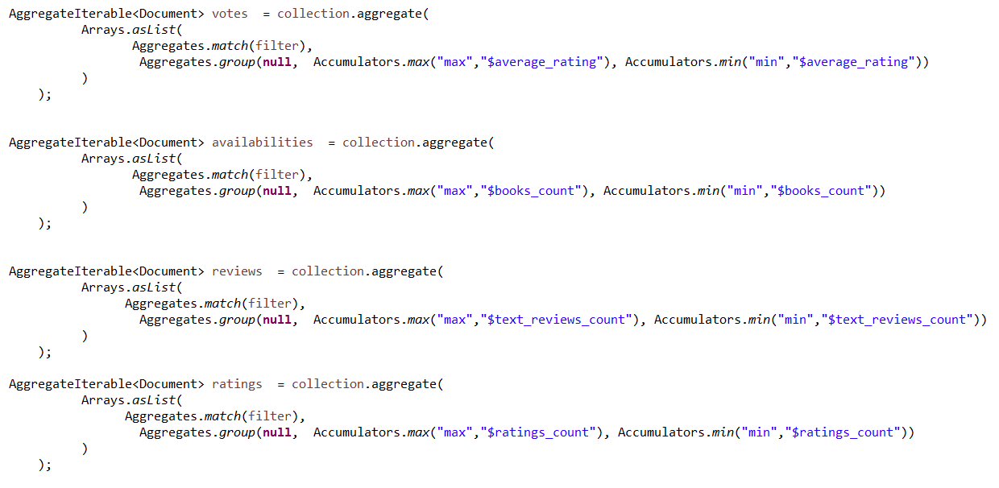 AggregateIterable<Document> votes  = collection.aggregate(
          Arrays.asList(
                 Aggregates.match(filter),
                  Aggregates.group(null,  Accumulators.max("max","$average_rating"), Accumulators.min("min","$average_rating"))
          )
    );
AggregateIterable<Document> availabilities  = collection.aggregate(
          Arrays.asList(
                 Aggregates.match(filter),
                  Aggregates.group(null,  Accumulators.max("max","$books_count"), Accumulators.min("min","$books_count"))
          )
    );
AggregateIterable<Document> reviews  = collection.aggregate(
          Arrays.asList(
                Aggregates.match(filter),
                  Aggregates.group(null,  Accumulators.max("max","$text_reviews_count"), Accumulators.min("min","$text_reviews_count"))
          )
    );
AggregateIterable<Document> ratings  = collection.aggregate(
          Arrays.asList(
                Aggregates.match(filter),
                  Aggregates.group(null,  Accumulators.max("max","$ratings_count"), Accumulators.min("min","$ratings_count"))
          )
    );